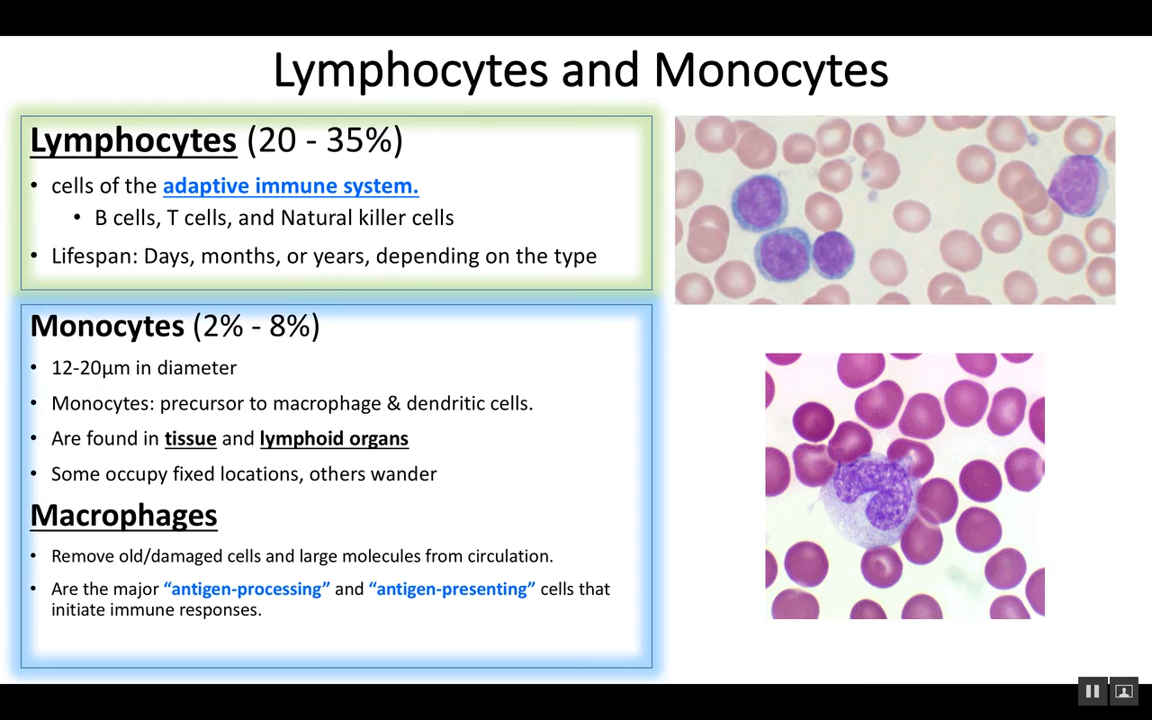 Lymphocytes and Monocytes
Lymphocytes (20 - 35%)
• cells of the adaptive immune system.
• B cells, T cells, and Natural killer cells
• Lifespan: Days, months, or years, depending on the type
Monocytes (2% - 8%)
• 12-20μm in diameter
• Monocytes: precursor to macrophage & dendritic cells.
• Are found in tissue and lymphoid organs
• Some occupy fixed locations, others wander
Macrophages
• Remove old/damaged cells and large molecules from circulation.
• Are the major “antigen-processing” and “antigen-presenting” cells that
initiate immune responses.